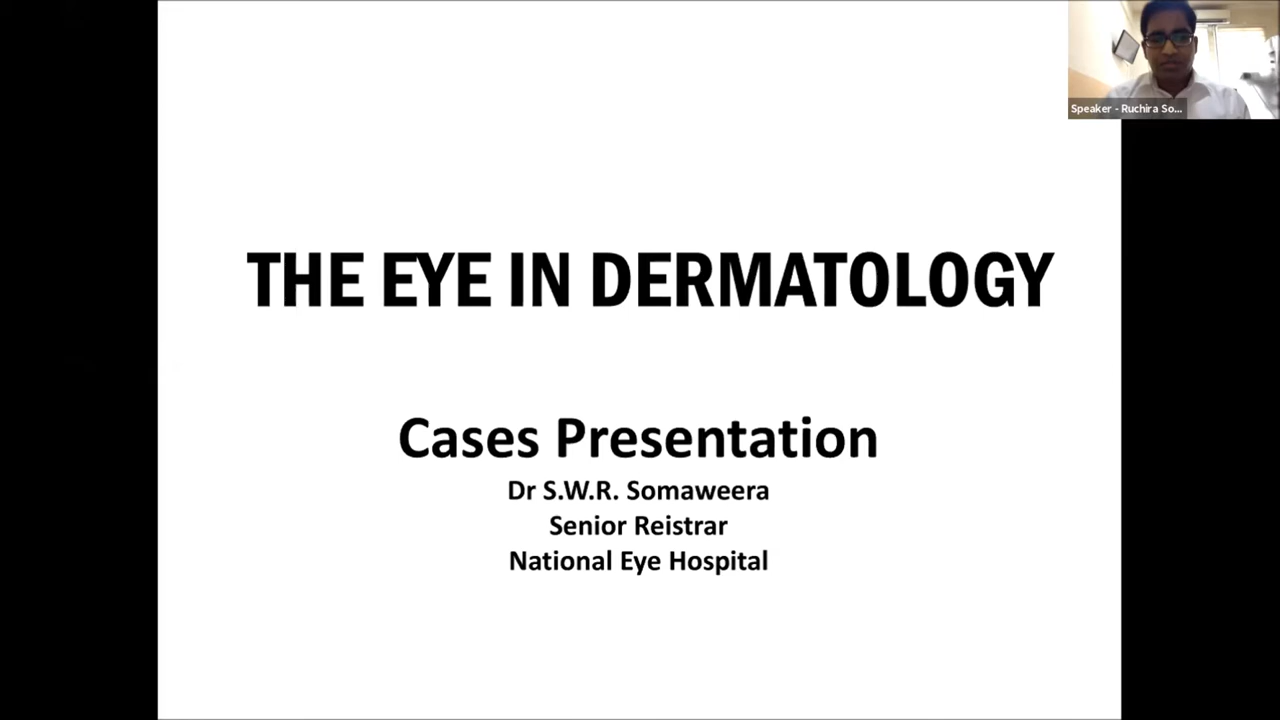 Speaker - Ruchira So...
THE EYE IN DERMATOLOGY
Cases Presentation
Dr S.W.R. Somaweera
Senior Reistrar
National Eye Hospital